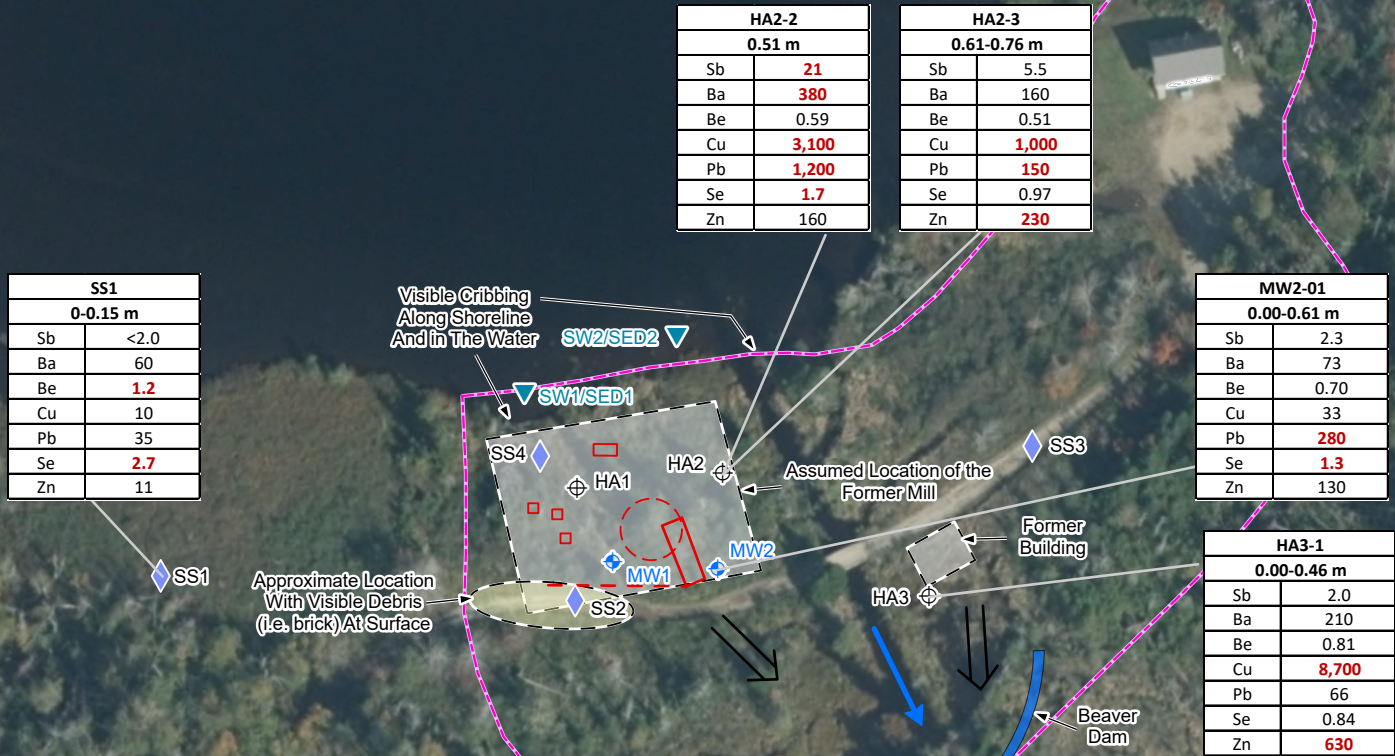 HA2-2
0.51 m
Sb 21
Ba 380
Be 0.59
Cu 3,100
Pb 1,200
Se 1.7
Zn 160
HA2-3
0.61-0.76 m
Sb 5.5
Ba 160
Be 0.51
Cu 1,000
Pb 150
Se 0.97
Zn 230
SS1
0-0.15 m
Sb <2.0
Ba 60
Be 1.2
Cu 10
Pb 35
Se 2.7
Zn 11
MW2-01
0.00-0.61 m
Sb 2.3
Ba 73
Be 0.70
Cu 33
Pb 280
Se 1.3
Zn 130
HA3-1
0.00-0.46 m
Sb 2.0
Ba 210
Be 0.81
Cu 8,700
Pb 66
Se 0.84
Zn 630
Visible Cribbing
Along Shoreline
And in The Water
SW2/SED2
SW1/SED1
SS4
HA1
HA2
Assumed Location of the
Former Mill
SS3
Former
Building
MW2
MW1
SS1
Approximate Location
With Visible Debris
(i.e. brick) At Surface
SS2
HA3
Beaver
Dam